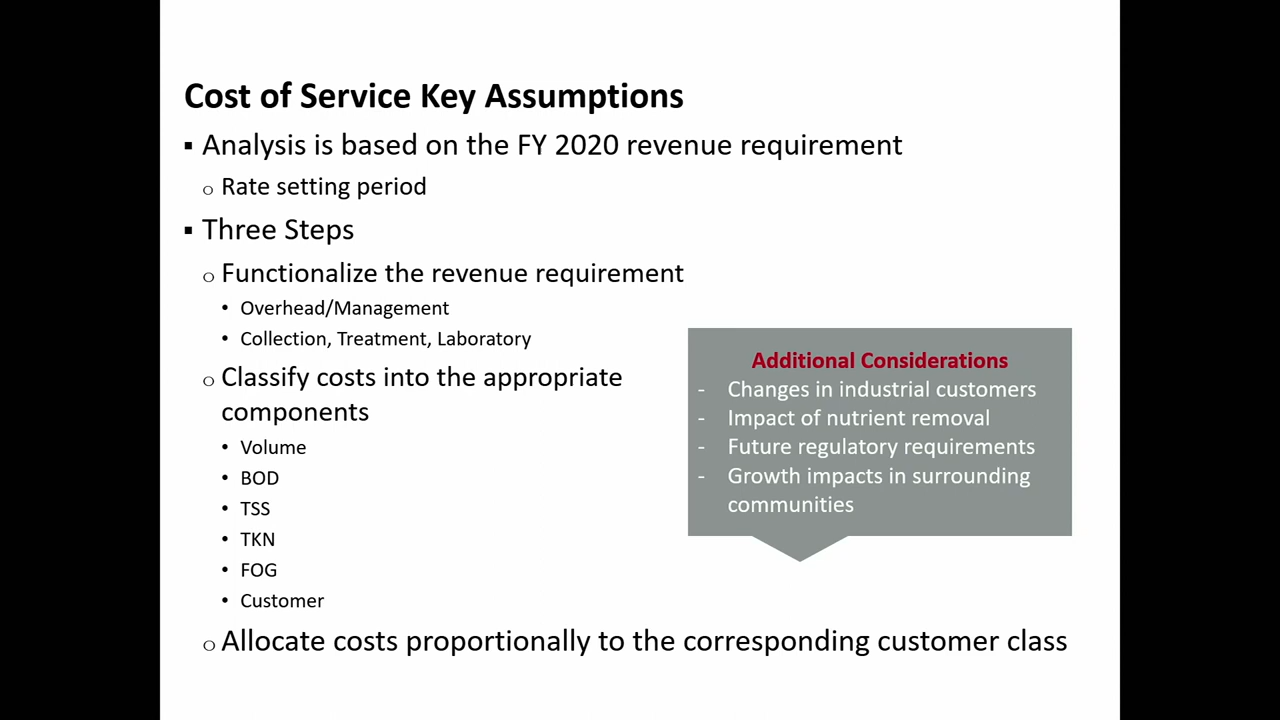 Cost of Service Key Assumptions
▪ Analysis is based on the FY 2020 revenue requirement
o Rate setting period
▪ Three Steps
o Functionalize the revenue requirement
• Overhead/Management
• Collection, Treatment, Laboratory
o Classify costs into the appropriate
components
• Volume
• BOD
• TSS
• TKN
• FOG
• Customer
o Allocate costs proportionally to the corresponding customer class
Additional Considerations
- Changes in industrial customers
- Impact of nutrient removal
- Future regulatory requirements
- Growth impacts in surrounding
communities